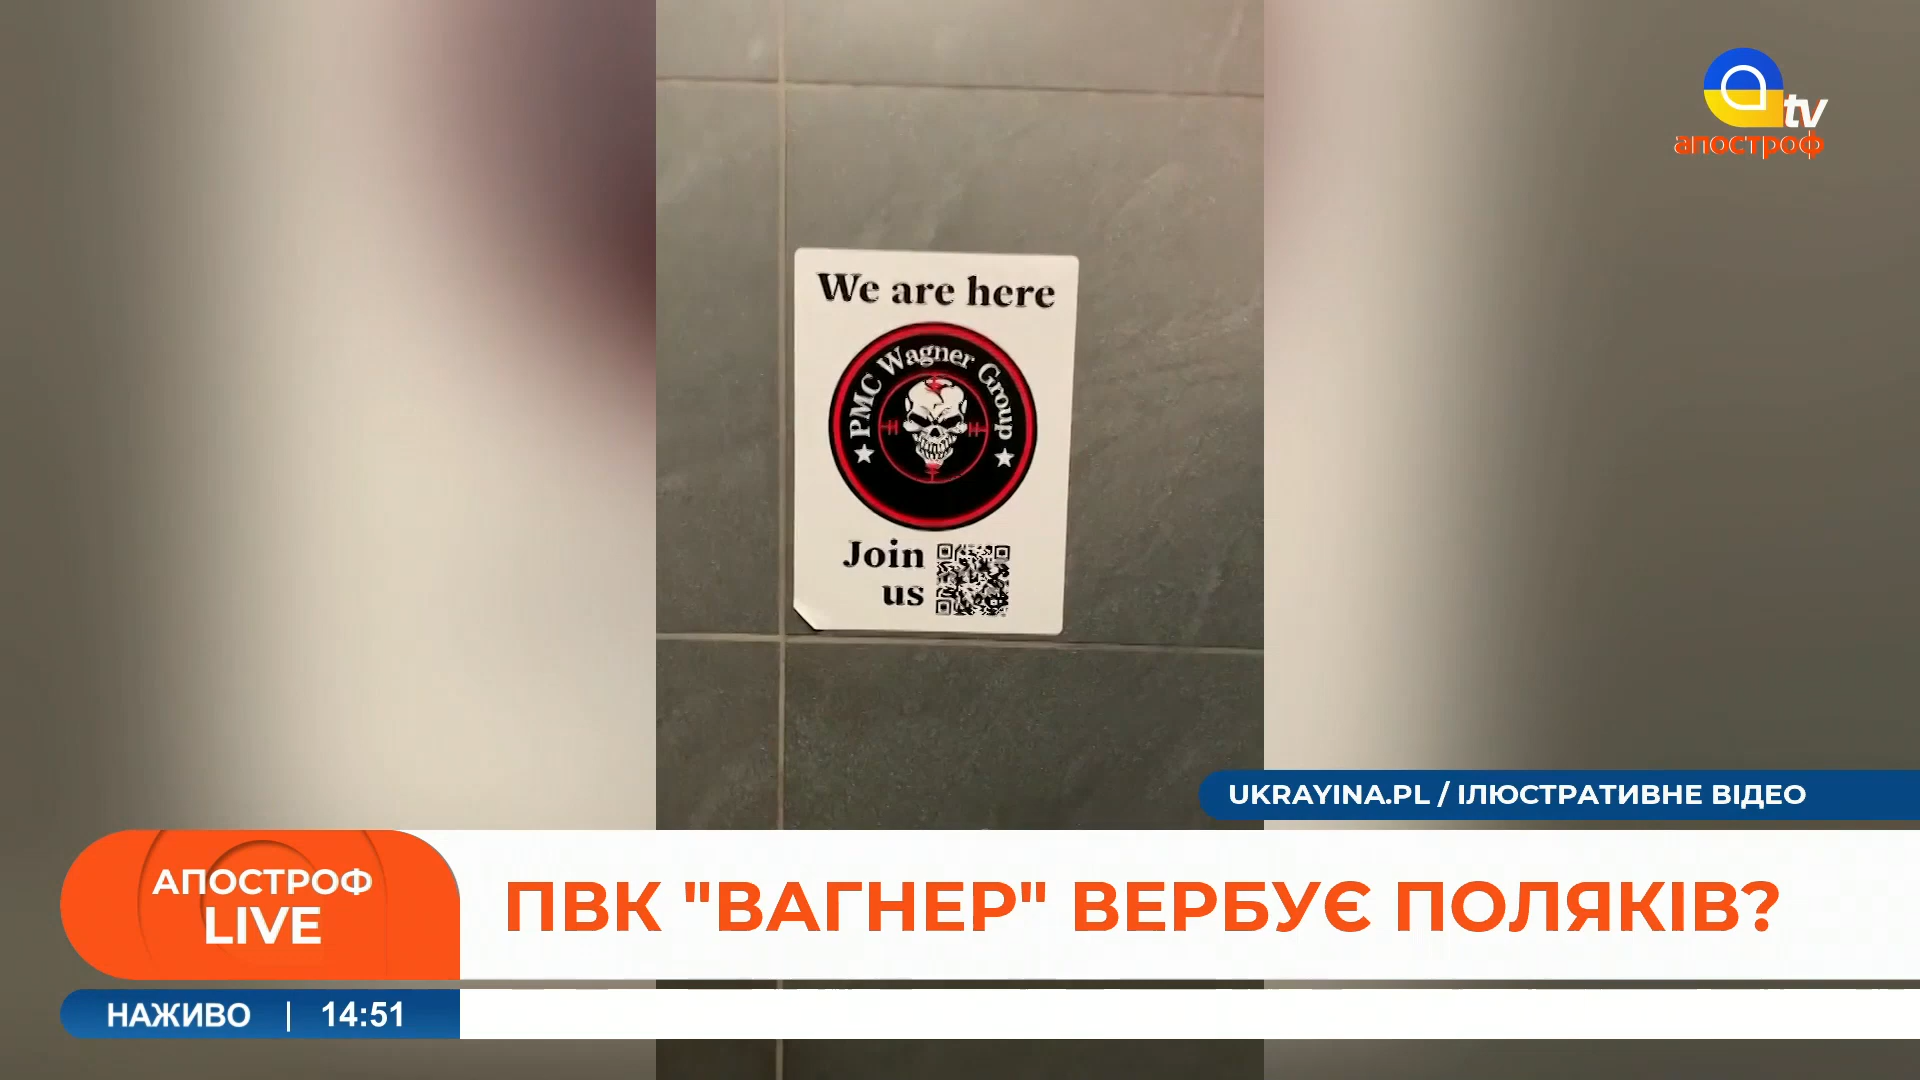 tv
апостроф
We are here
PMC Wagner Group
Join
us
UKRAYINA.PL / ІЛЮСТРАТИВНЕ ВІДЕО
АПОСТРОФ
LIVE
ПВК "ВАГНЕР" ВЕРБУЄ ПОЛЯКІВ?
НАЖИВО | 14:51